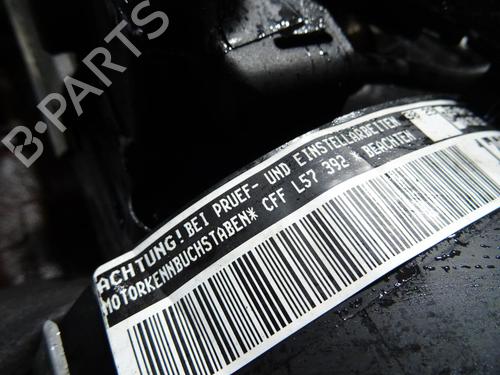 B-PARTS
ACHTUNG! BEI PRUEF- UND EINSTELLARBEITEN
MOTORKENNBUCHSTABEN* CFF L57 392 * BEACHTEN